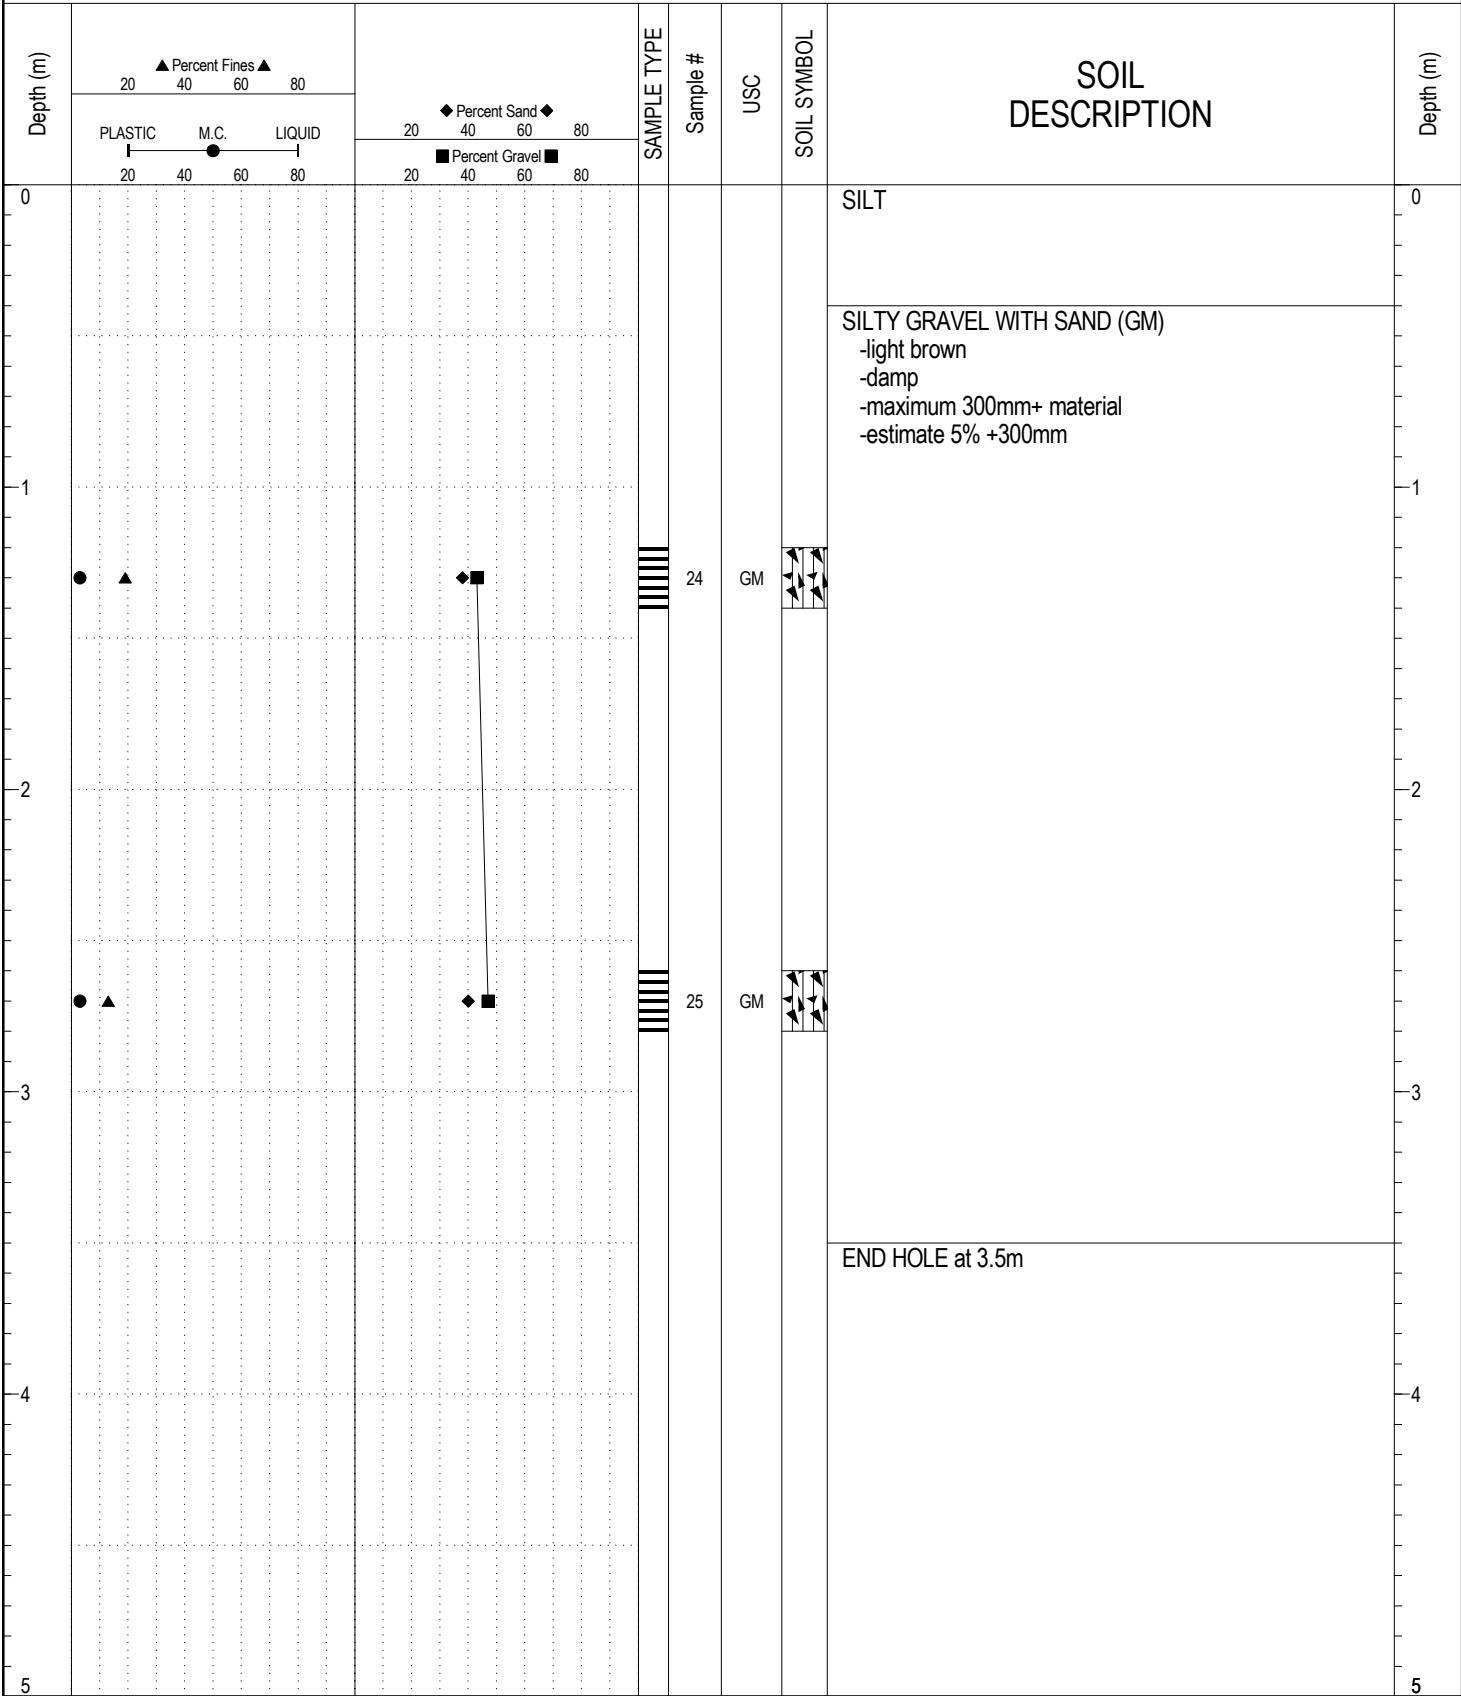 Depth (m)
▲ Percent Fines ▲
20 40 60 80
PLASTIC M.C. LIQUID
20 40 60 80
◆ Percent Sand ◆
20 40 60 80
■ Percent Gravel ■
20 40 60 80
SAMPLE TYPE
Sample #
USC
SOIL SYMBOL
SOIL
DESCRIPTION
Depth (m)
0 SILT 0
SILTY GRAVEL WITH SAND (GM)
-light brown
-damp
-maximum 300mm+ material
-estimate 5% +300mm
1 1
24 GM
2 2
25 GM
3 3
END HOLE at 3.5m
4 4
5 5